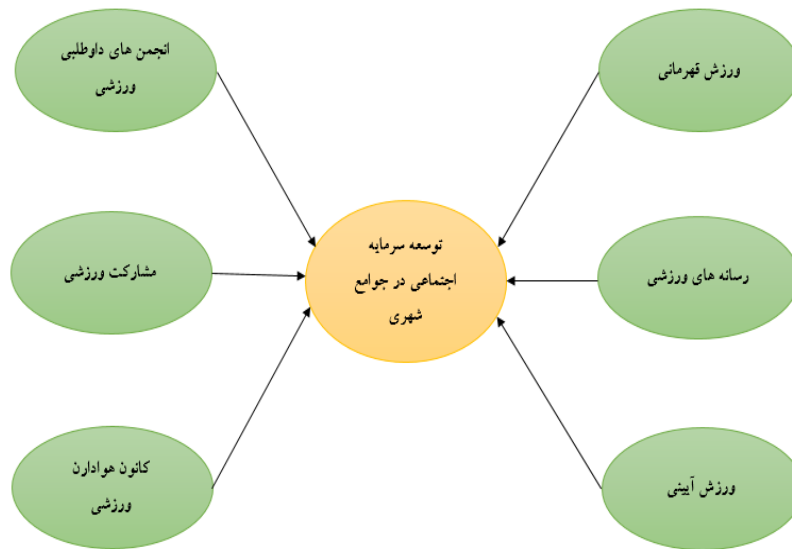 ورزش قهرمانی
انجمن های داوطلبی
ورزشی
توسعه سرمایه
اجتماعی در جوامع
شهری
رسانه های ورزشی
مشارکت ورزشی
ورزش آیینی
کانون هوادارن
ورزشی